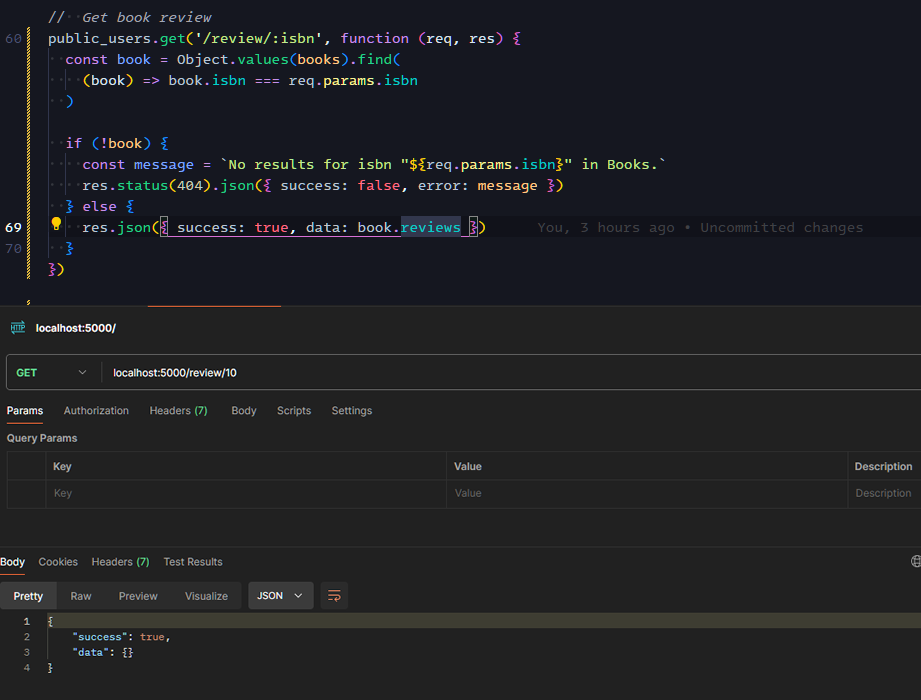 // Get book review
60 public_users.get('/review/:isbn', function (req, res) {
const book = Object.values(books).find(
(book) => book.isbn === req.params.isbn
)
if (!book) {
const message = `No results for isbn "${req.params.isbn}" in Books.`
res.status(404).json({ success: false, error: message })
} else {
69 res.json({ success: true, data: book.reviews }) You, 3 hours ago • Uncommitted changes
70 }
})
HTTP localhost:5000/
GET localhost:5000/review/10
Params Authorization Headers (7) Body Scripts Settings
Query Params
Key Value Description
Key Value Description
Body Cookies Headers (7) Test Results
Pretty Raw Preview Visualize JSON
1 {
2 "success": true,
3 "data": {}
4 }